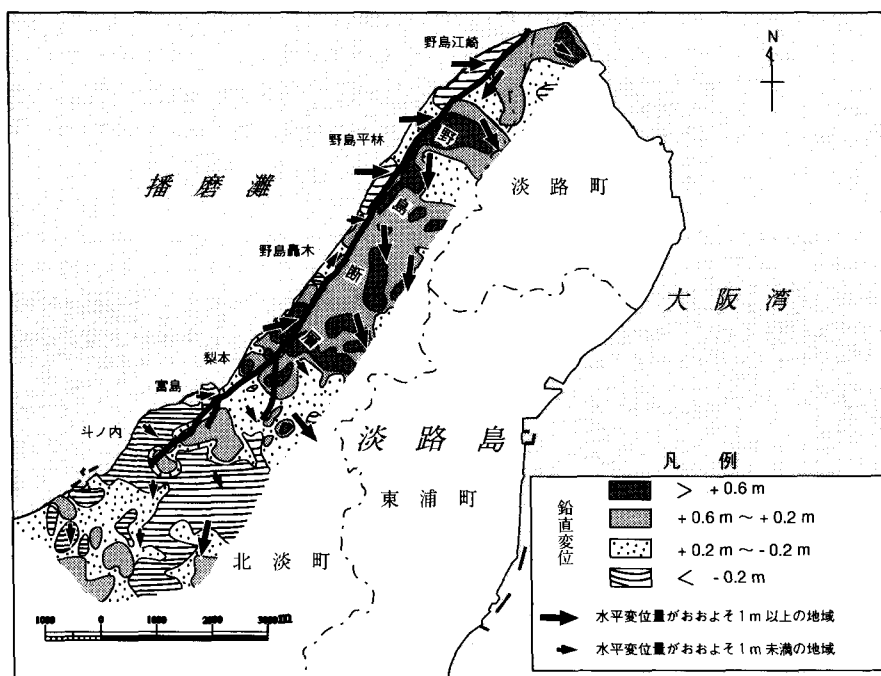 野島江崎
N
野島平林
野
播磨灘
淡路町
島
野島轟木
断
大阪湾
梨本
富島
斗ノ内
淡路島
東浦町
北淡町
凡例
鉛直変位
> +0.6 m
+0.6 m ~ +0.2 m
+0.2 m ~ -0.2 m
< -0.2 m
水平変位量がおおよそ1m以上の地域
水平変位量がおおよそ1m未満の地域
1000 0 1000 2000 3000m